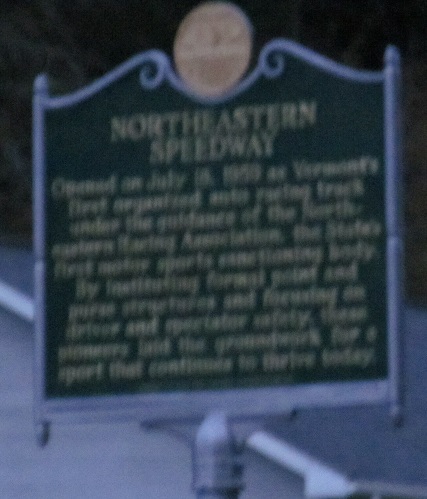 NORTHEASTERN
SPEEDWAY
Opened on July 18, 1959 as Vermont's
first organized auto racing track
under the guidance of the North-
eastern Racing Association, the State's
first motor sports sanctioning body.
By instituting formal point and
purse structures and focusing on
driver and spectator safety, these
pioneers laid the groundwork for a
sport that continues to thrive today.